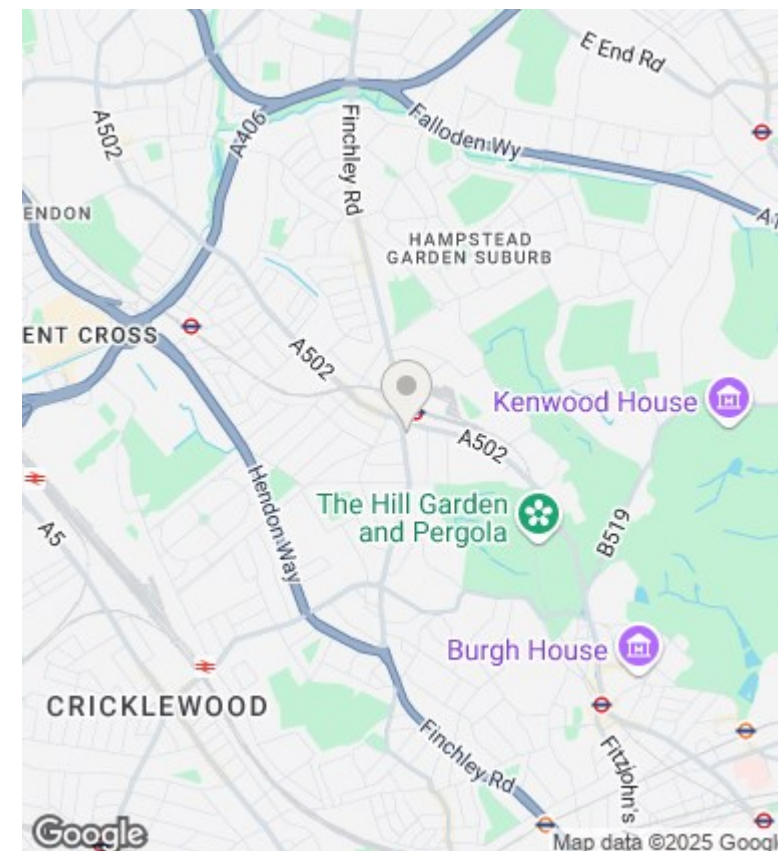 E End Rd
A502
A406
Finchley Rd
Falloden Wy
A1
ENDON
HAMPSTEAD
GARDEN SUBURB
ENT CROSS
A502
Kenwood House
A502
Hendon Way
The Hill Garden
and Pergola
B519
A5
Burgh House
CRICKLEWOOD
Finchley Rd
Fitzjohn's
Google
Map data ©2025 Googl